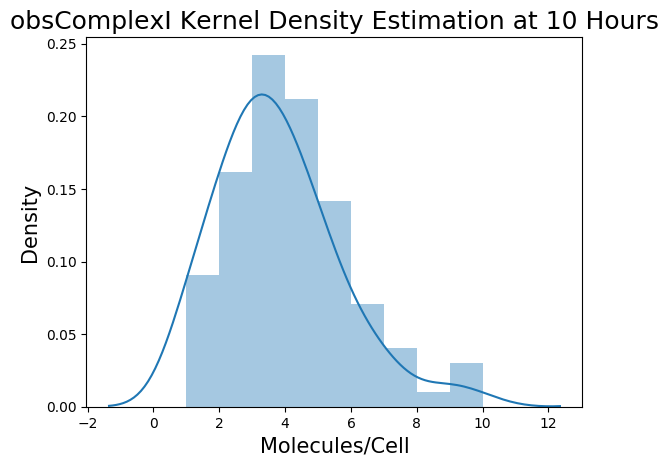 obsComplexI Kernel Density Estimation at 10 Hours
0.25
0.20
0.15
0.10
0.05
0.00
Density
−2 0 2 4 6 8 10 12
Molecules/Cell